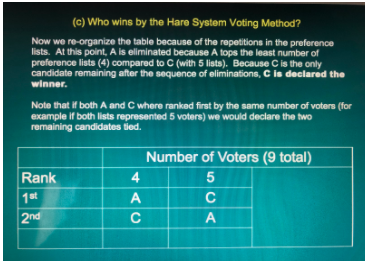 (c) Who wins by the Hare System Voting Method?
Now we re-organize the table because of the repetitions in the preference
lists. At this point, A is eliminated because A tops the least number of
preference lists (4) compared to C (with 5 lists). Because C is the only
candidate remaining after the sequence of eliminations, C is declared the
winner.
Note that if both A and C where ranked first by the same number of voters (for
example if both lists represented 5 voters) we would declare the two
remaining candidates tied.
Number of Voters (9 total)
Rank 4 5
1st A C
2nd C A